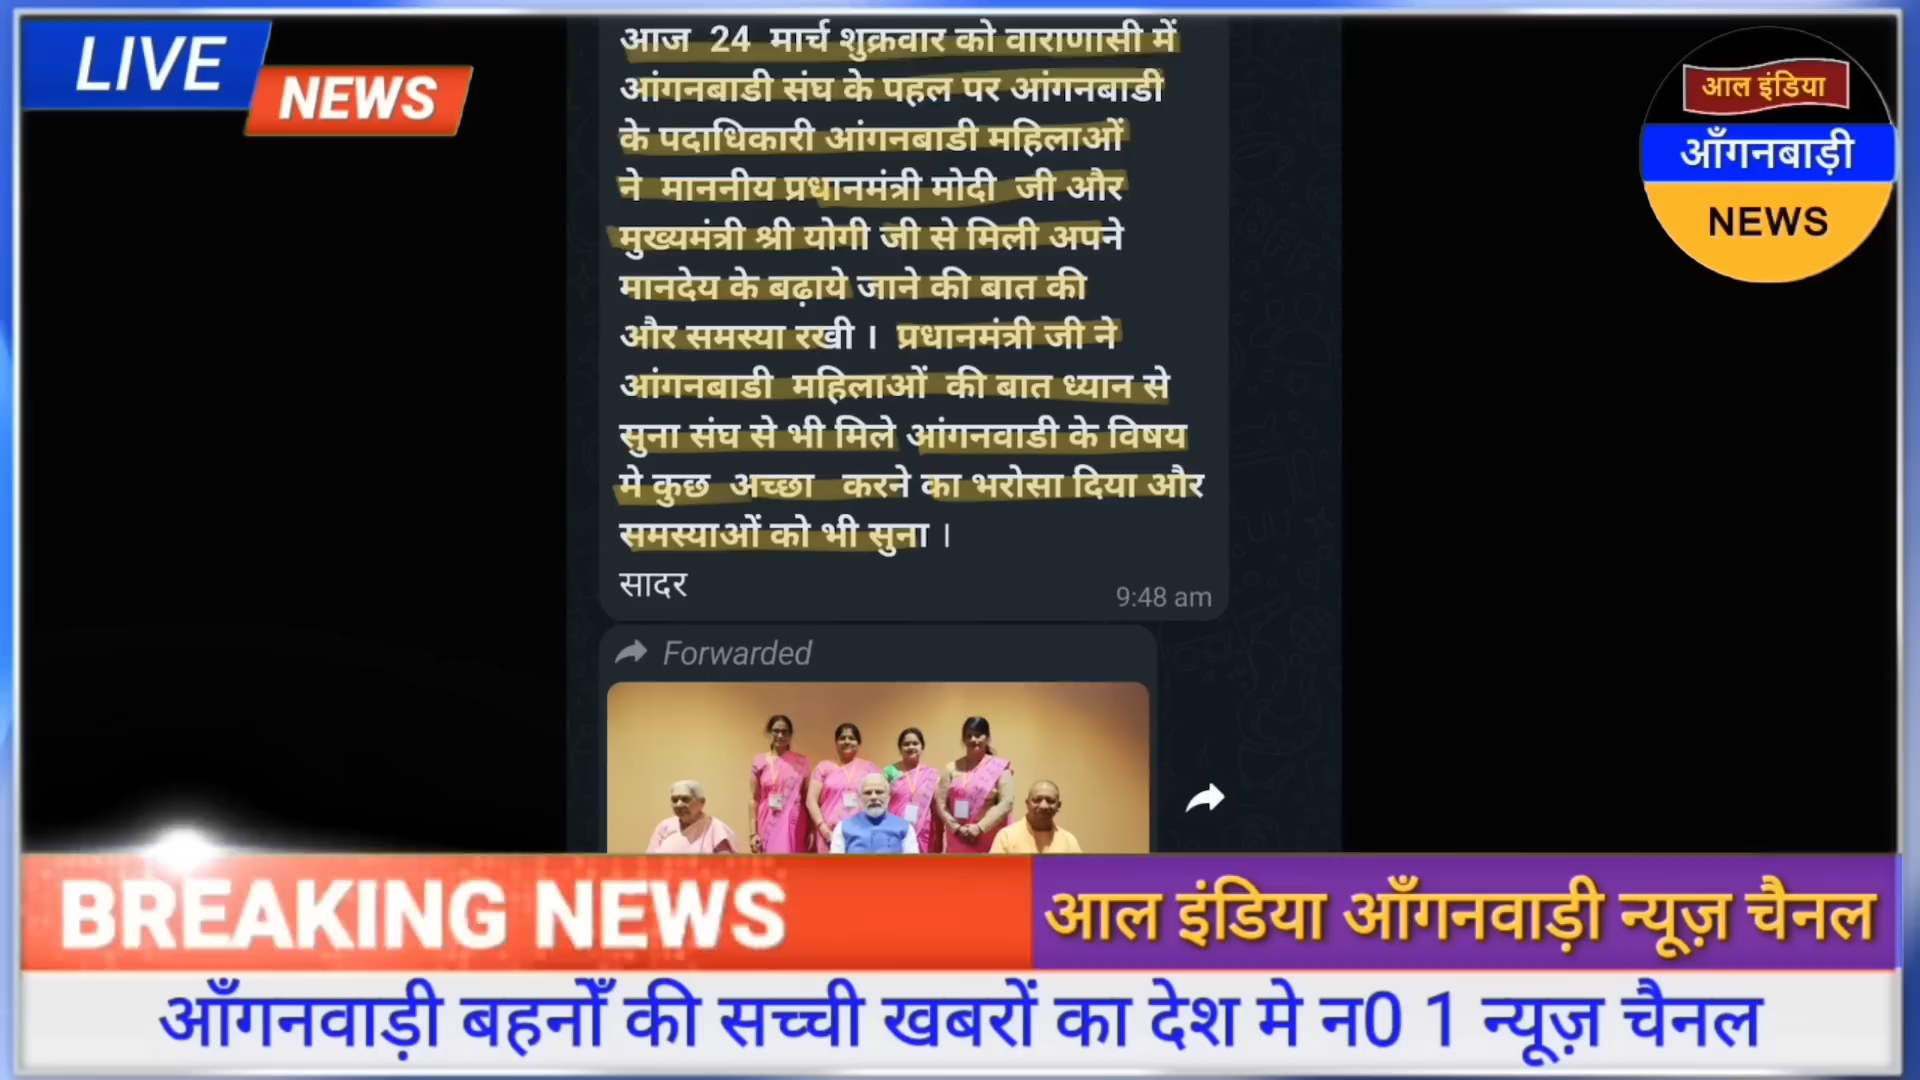 LIVE
NEWS
आज 24 मार्च शुक्रवार को वाराणसी में
आंगनबाडी संघ के पहल पर आंगनबाडी
के पदाधिकारी आंगनबाडी महिलाओं
ने माननीय प्रधानमंत्री मोदी जी और
मुख्यमंत्री श्री योगी जी से मिली अपने
मानदेय के बढ़ाये जाने की बात की
और समस्या रखी । प्रधानमंत्री जी ने
आंगनबाडी महिलाओं की बात ध्यान से
सुना संघ से भी मिले आंगनवाडी के विषय
मे कुछ अच्छा करने का भरोसा दिया और
समस्याओं को भी सुना ।
सादर
9:48 am
Forwarded
आल इंडिया
आँगनबाड़ी
NEWS
BREAKING NEWS
आल इंडिया आँगनवाड़ी न्यूज़ चैनल
आँगनवाड़ी बहनोँ की सच्ची खबरों का देश मे न0 1 न्यूज़ चैनल